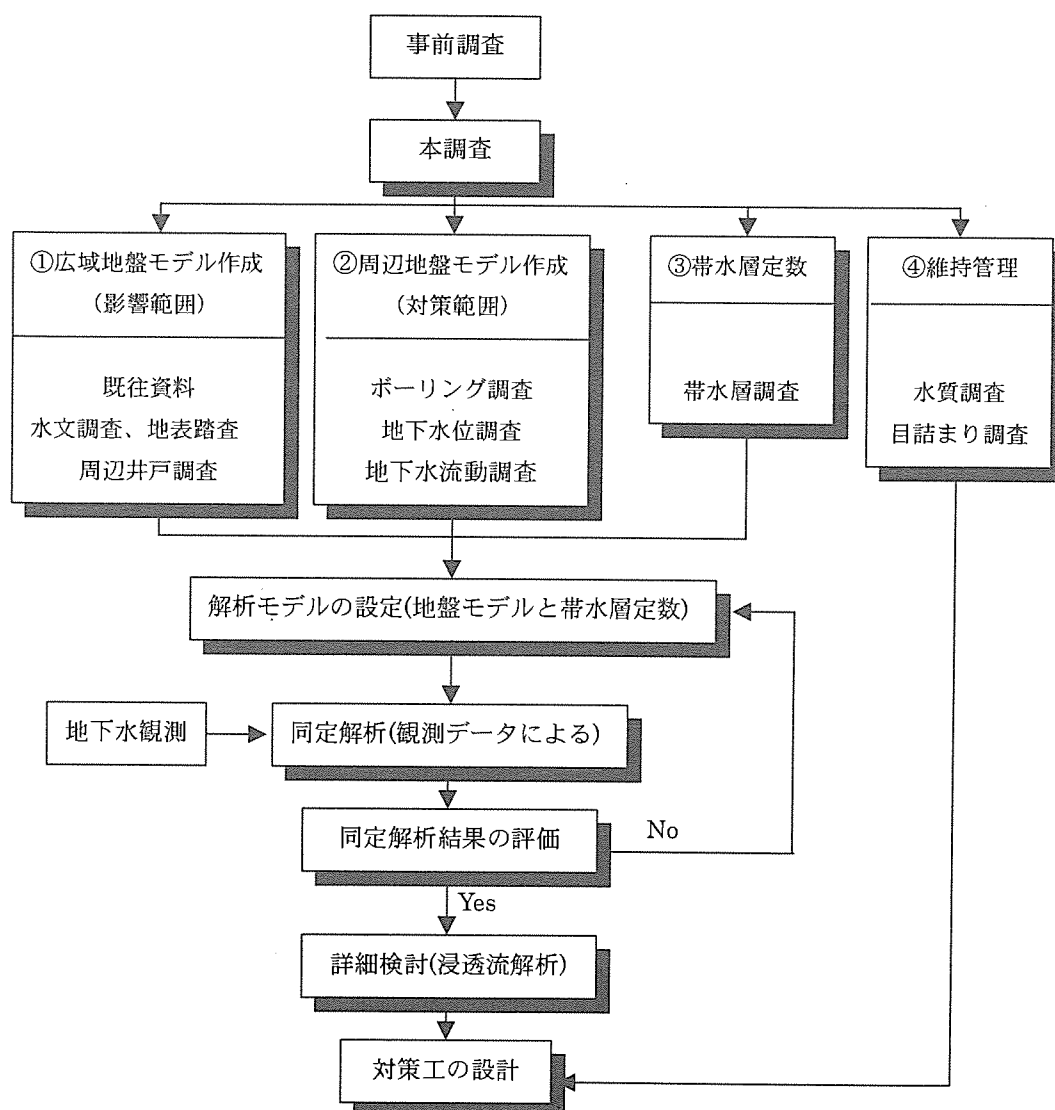 事前調査
本調査
①広域地盤モデル作成
（影響範囲）
既往資料
水文調査、地表踏査
周辺井戸調査
②周辺地盤モデル作成
（対策範囲）
ボーリング調査
地下水位調査
地下水流動調査
③帯水層定数
帯水層調査
④維持管理
水質調査
目詰まり調査
解析モデルの設定(地盤モデルと帯水層定数)
地下水観測
同定解析(観測データによる)
同定解析結果の評価
No
Yes
詳細検討(浸透流解析)
対策工の設計